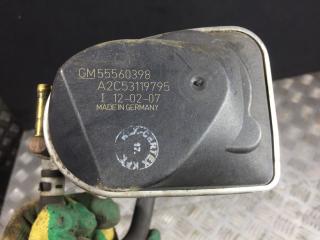 GM55560398
A2C53119795
I 12-02-07
MADE IN GERMANY